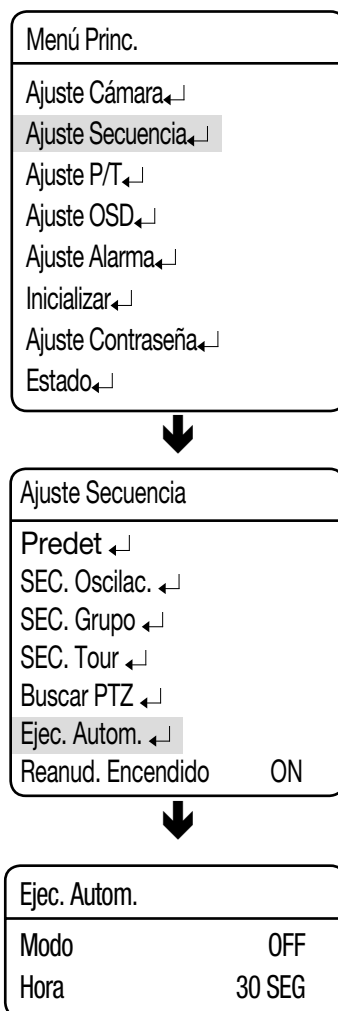 Menú Princ.
Ajuste Cámara↵
Ajuste Secuencia↵
Ajuste P/T↵
Ajuste OSD↵
Ajuste Alarma↵
Inicializar↵
Ajuste Contraseña↵
Estado↵
Ajuste Secuencia
Predet ↵
SEC. Oscilac. ↵
SEC. Grupo ↵
SEC. Tour ↵
Buscar PTZ ↵
Ejec. Autom. ↵
Reanud. Encendido ON
Ejec. Autom.
Modo OFF
Hora 30 SEG